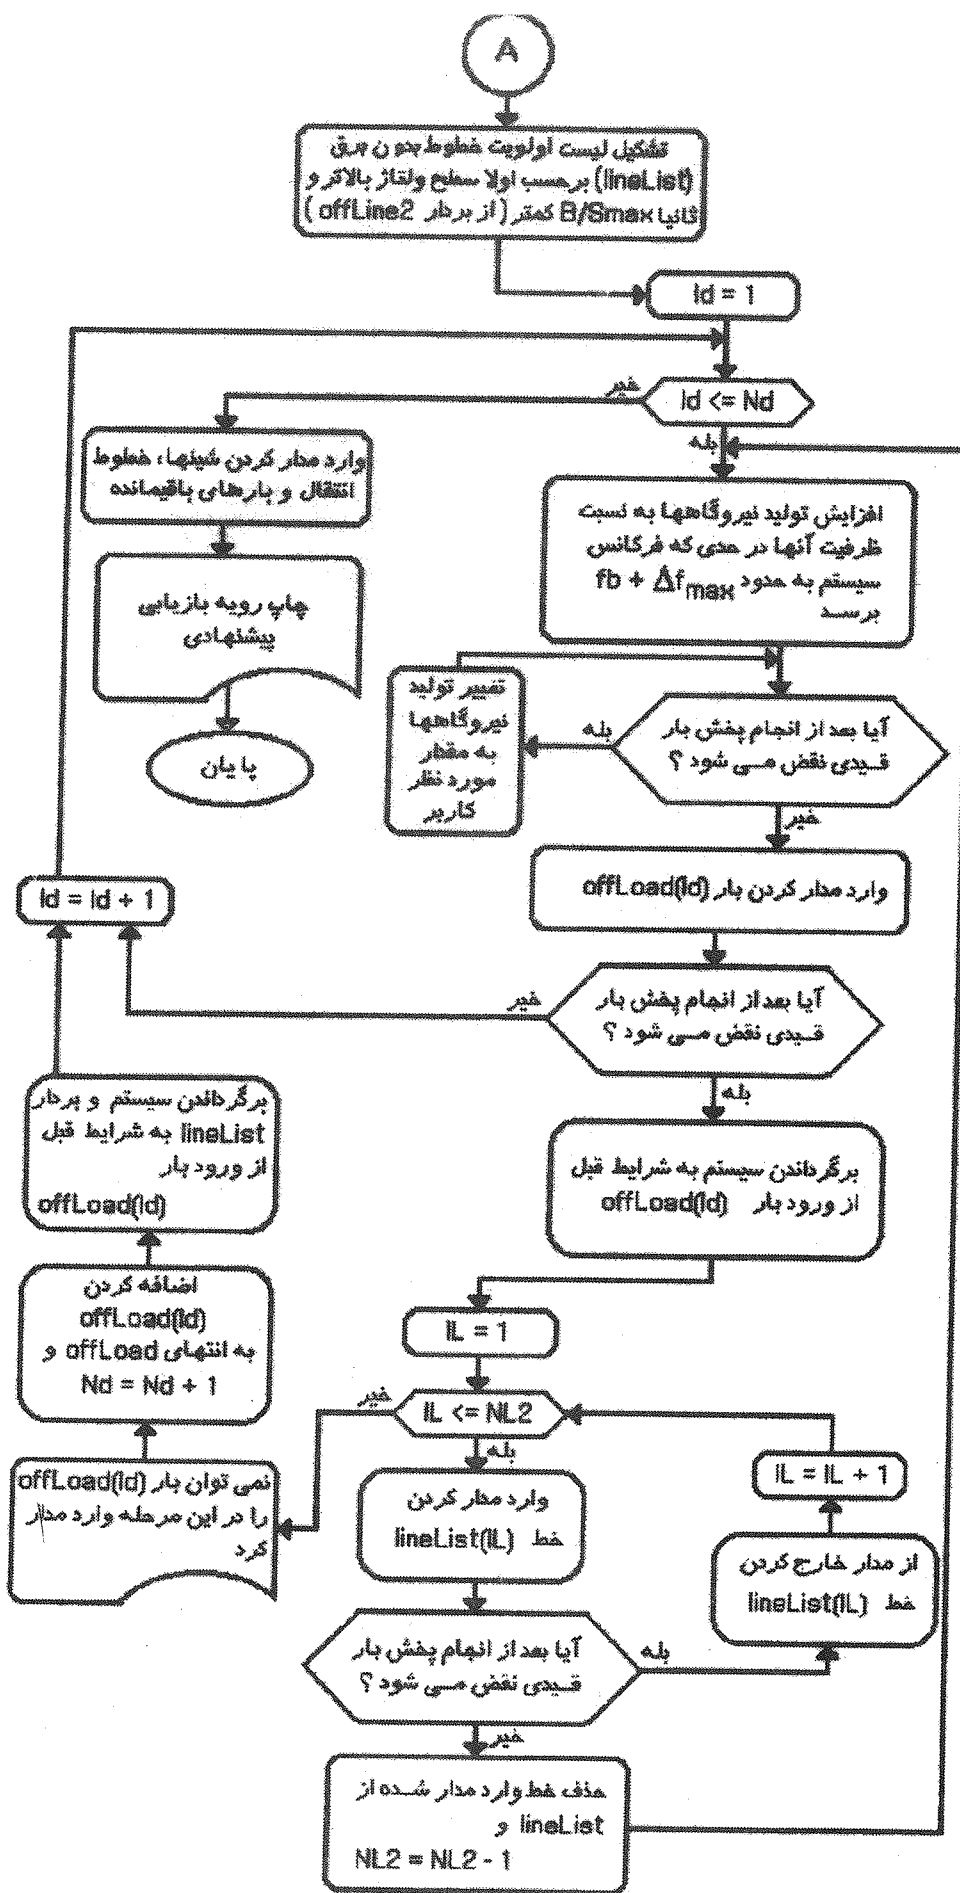 A
تشکیل لیست اولویت خطوط بدون برق
(lineList) برحسب اولا سطح ولتاژ بالاتر و
ثانیا B/Smax کمتر ( از بردار offLine2 )
Id = 1
Id <= Nd
خیر
بله
وارد مدار کردن شینها، خطوط
انتقال و بارهای باقیمانده
چاپ رویه بازیابی
پیشنهادی
پایان
افزایش تولید نیروگاهها به نسبت
ظرفیت آنها در حدی که فرکانس
سیستم به حدود fb + Δfmax
برسد
تغییر تولید
نیروگاهها
به مقدار
مورد نظر
کاربر
بله
آیا بعد از انجام پخش بار
قیدی نقض می شود ؟
خیر
وارد مدار کردن بار offLoad(Id)
Id = Id + 1
آیا بعد از انجام پخش بار
قیدی نقض می شود ؟
خیر
بله
برگرداندن سیستم به شرایط قبل
از ورود بار offLoad(Id)
برگرداندن سیستم و بردار
lineList به شرایط قبل
از ورود بار
offLoad(Id)
اضافه کردن
offLoad(Id)
به انتهای offLoad و
Nd = Nd + 1
IL = 1
IL <= NL2
خیر
بله
نمی توان بار offLoad(Id)
را در این مرحله وارد مدار
کرد
وارد مدار کردن
خط lineList(IL)
IL = IL + 1
از مدار خارج کردن
خط lineList(IL)
آیا بعد از انجام پخش بار
قیدی نقض می شود ؟
بله
خیر
حذف خط وارد مدار شده از
lineList و
NL2 = NL2 - 1